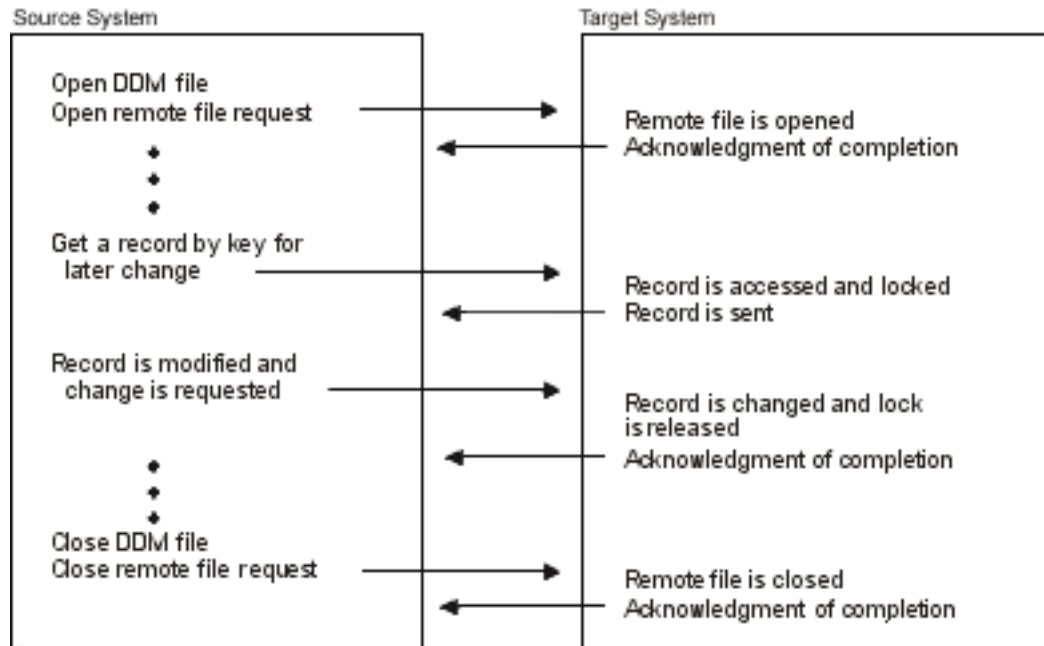 Source System
Target System
Open DDM file
Open remote file request
Remote file is opened
Acknowledgment of completion
Get a record by key for
later change
Record is accessed and locked
Record is sent
Record is modified and
change is requested
Record is changed and lock
is released
Acknowledgment of completion
Close DDM file
Close remote file request
Remote file is closed
Acknowledgment of completion